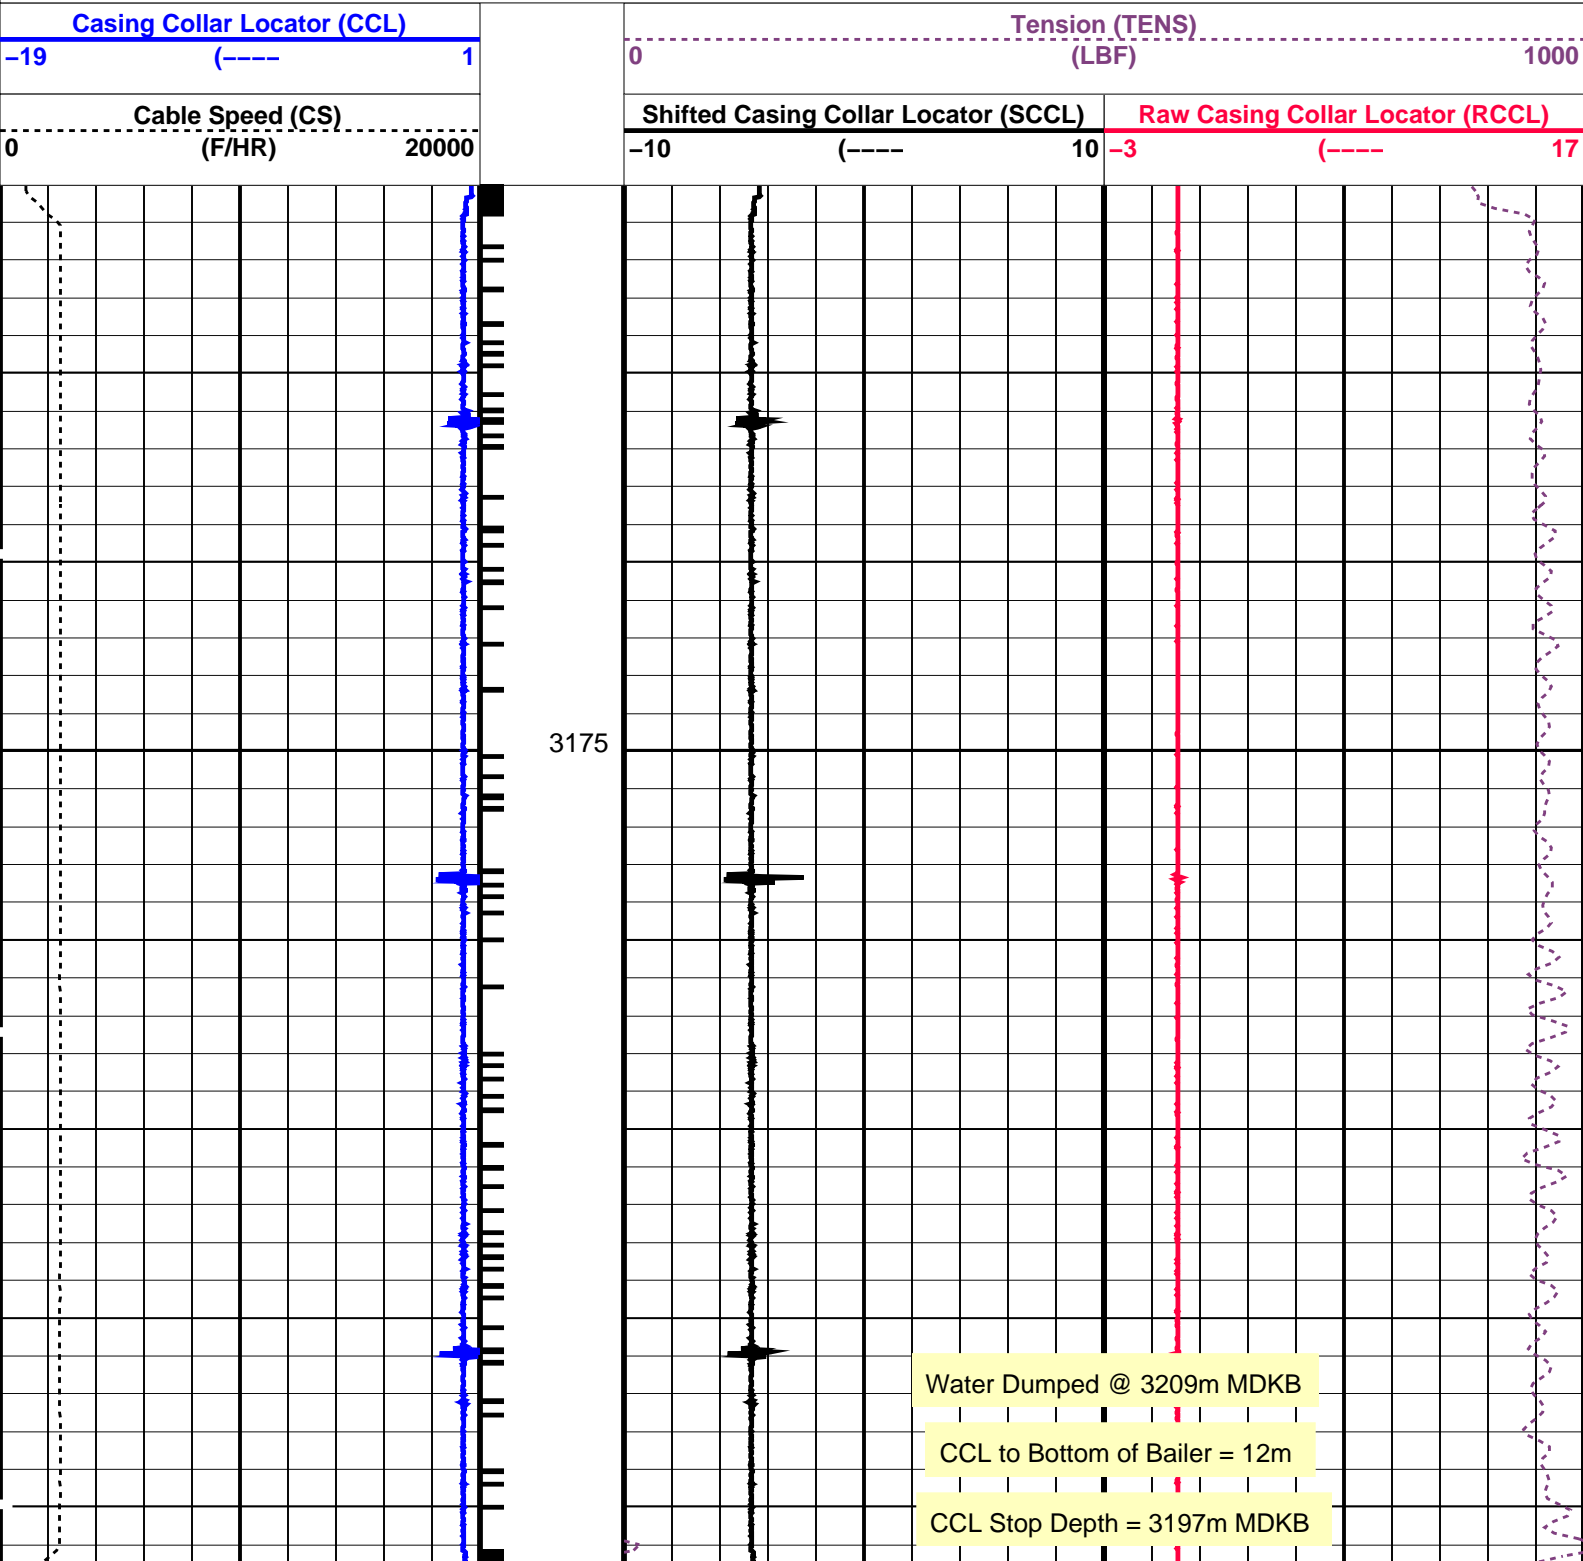 Casing Collar Locator (CCL)
−19 (−−−− 1
Tension (TENS)
0 (LBF) 1000
Cable Speed (CS)
0 (F/HR) 20000
Shifted Casing Collar Locator (SCCL)
−10 (−−−− 10
Raw Casing Collar Locator (RCCL)
−3 (−−−− 17
3175
Water Dumped @ 3209m MDKB
CCL to Bottom of Bailer = 12m
CCL Stop Depth = 3197m MDKB